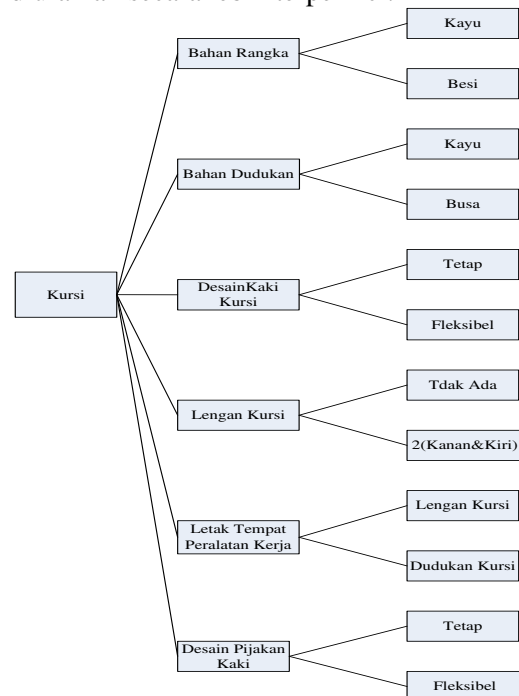 Kursi
Bahan Rangka
Kayu
Besi
Bahan Dudukan
Kayu
Busa
DesainKaki
Kursi
Tetap
Fleksibel
Lengan Kursi
Tdak Ada
2(Kanan&Kiri)
Letak Tempat
Peralatan Kerja
Lengan Kursi
Dudukan Kursi
Desain Pijakan
Kaki
Tetap
Fleksibel